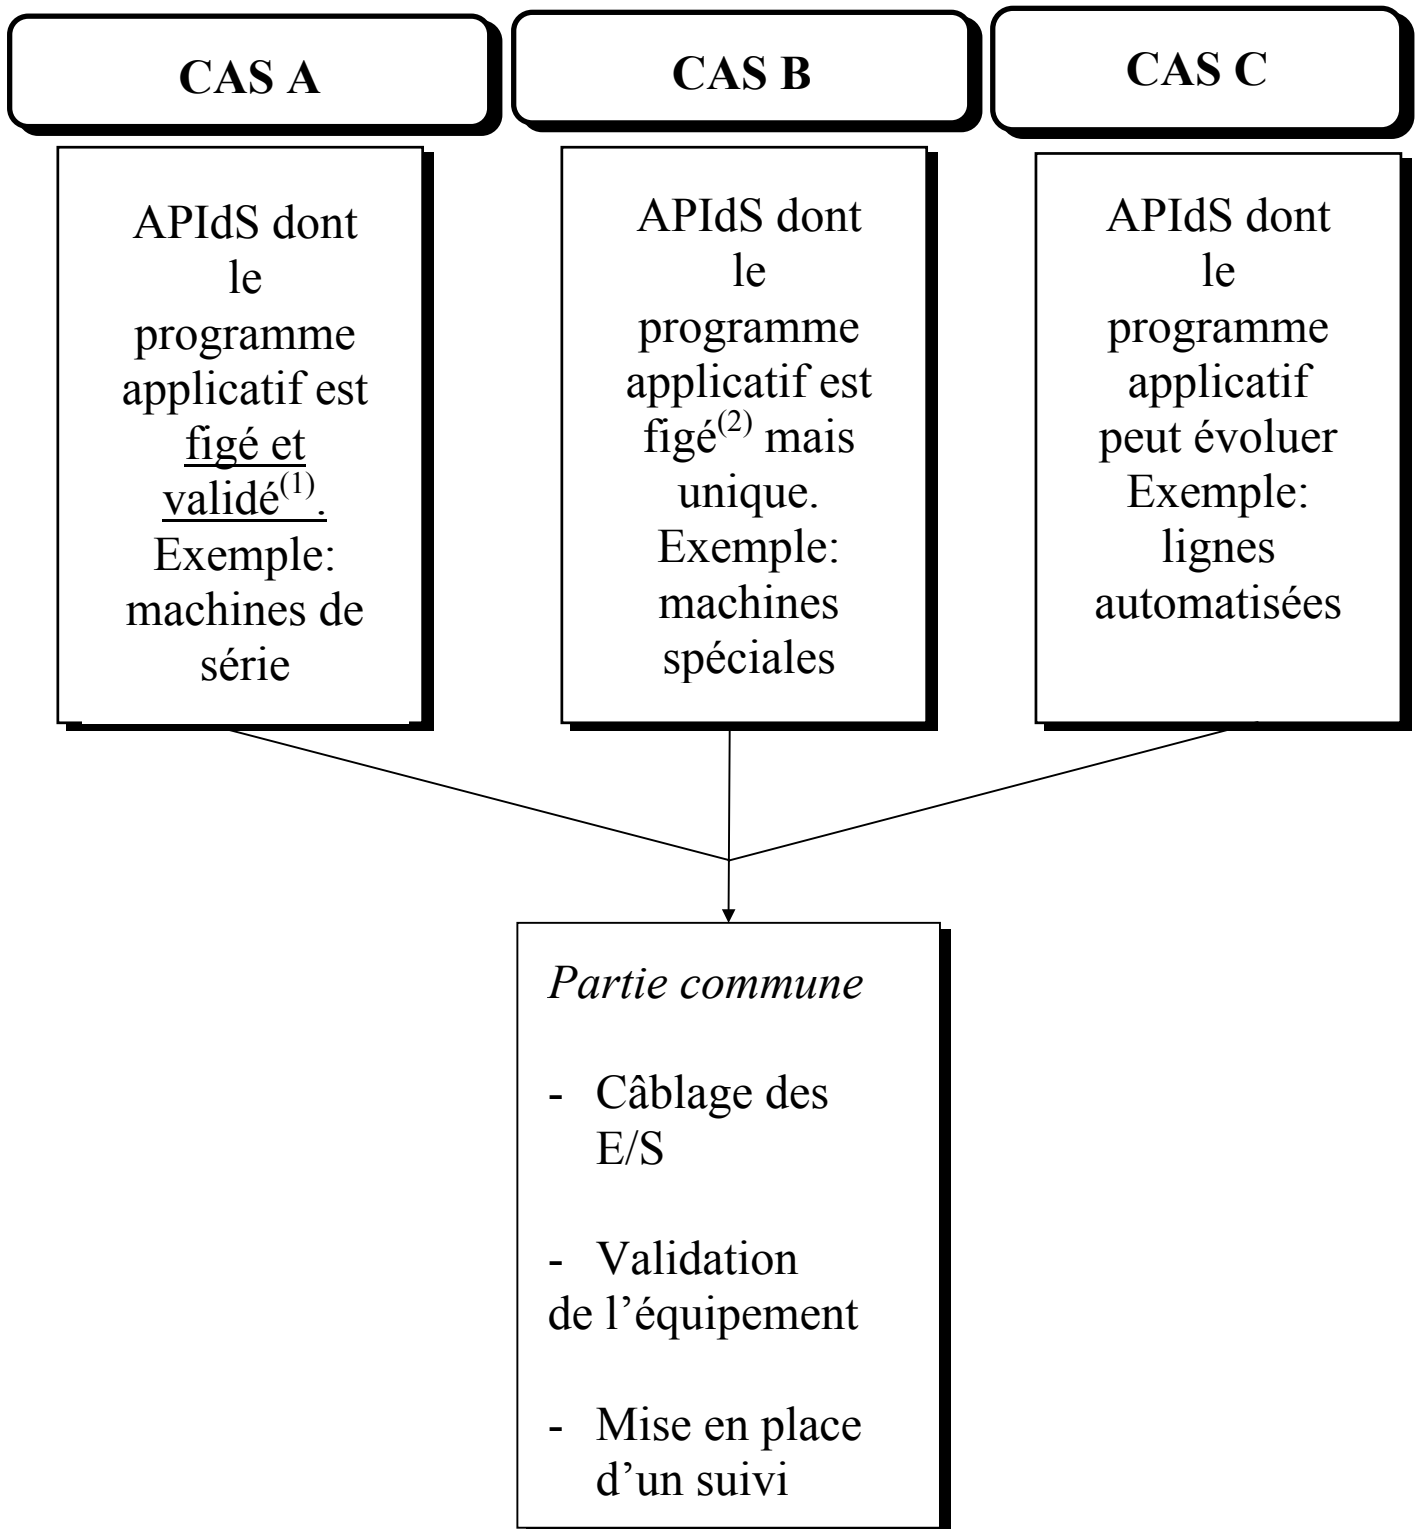 CAS A
APIdS dont
le
programme
applicatif est
figé et
validé(1).
Exemple:
machines de
série
CAS B
APIdS dont
le
programme
applicatif est
figé(2) mais
unique.
Exemple:
machines
spéciales
CAS C
APIdS dont
le
programme
applicatif
peut évoluer
Exemple:
lignes
automatisées
Partie commune
- Câblage des
E/S
- Validation
de l’équipement
- Mise en place
d’un suivi